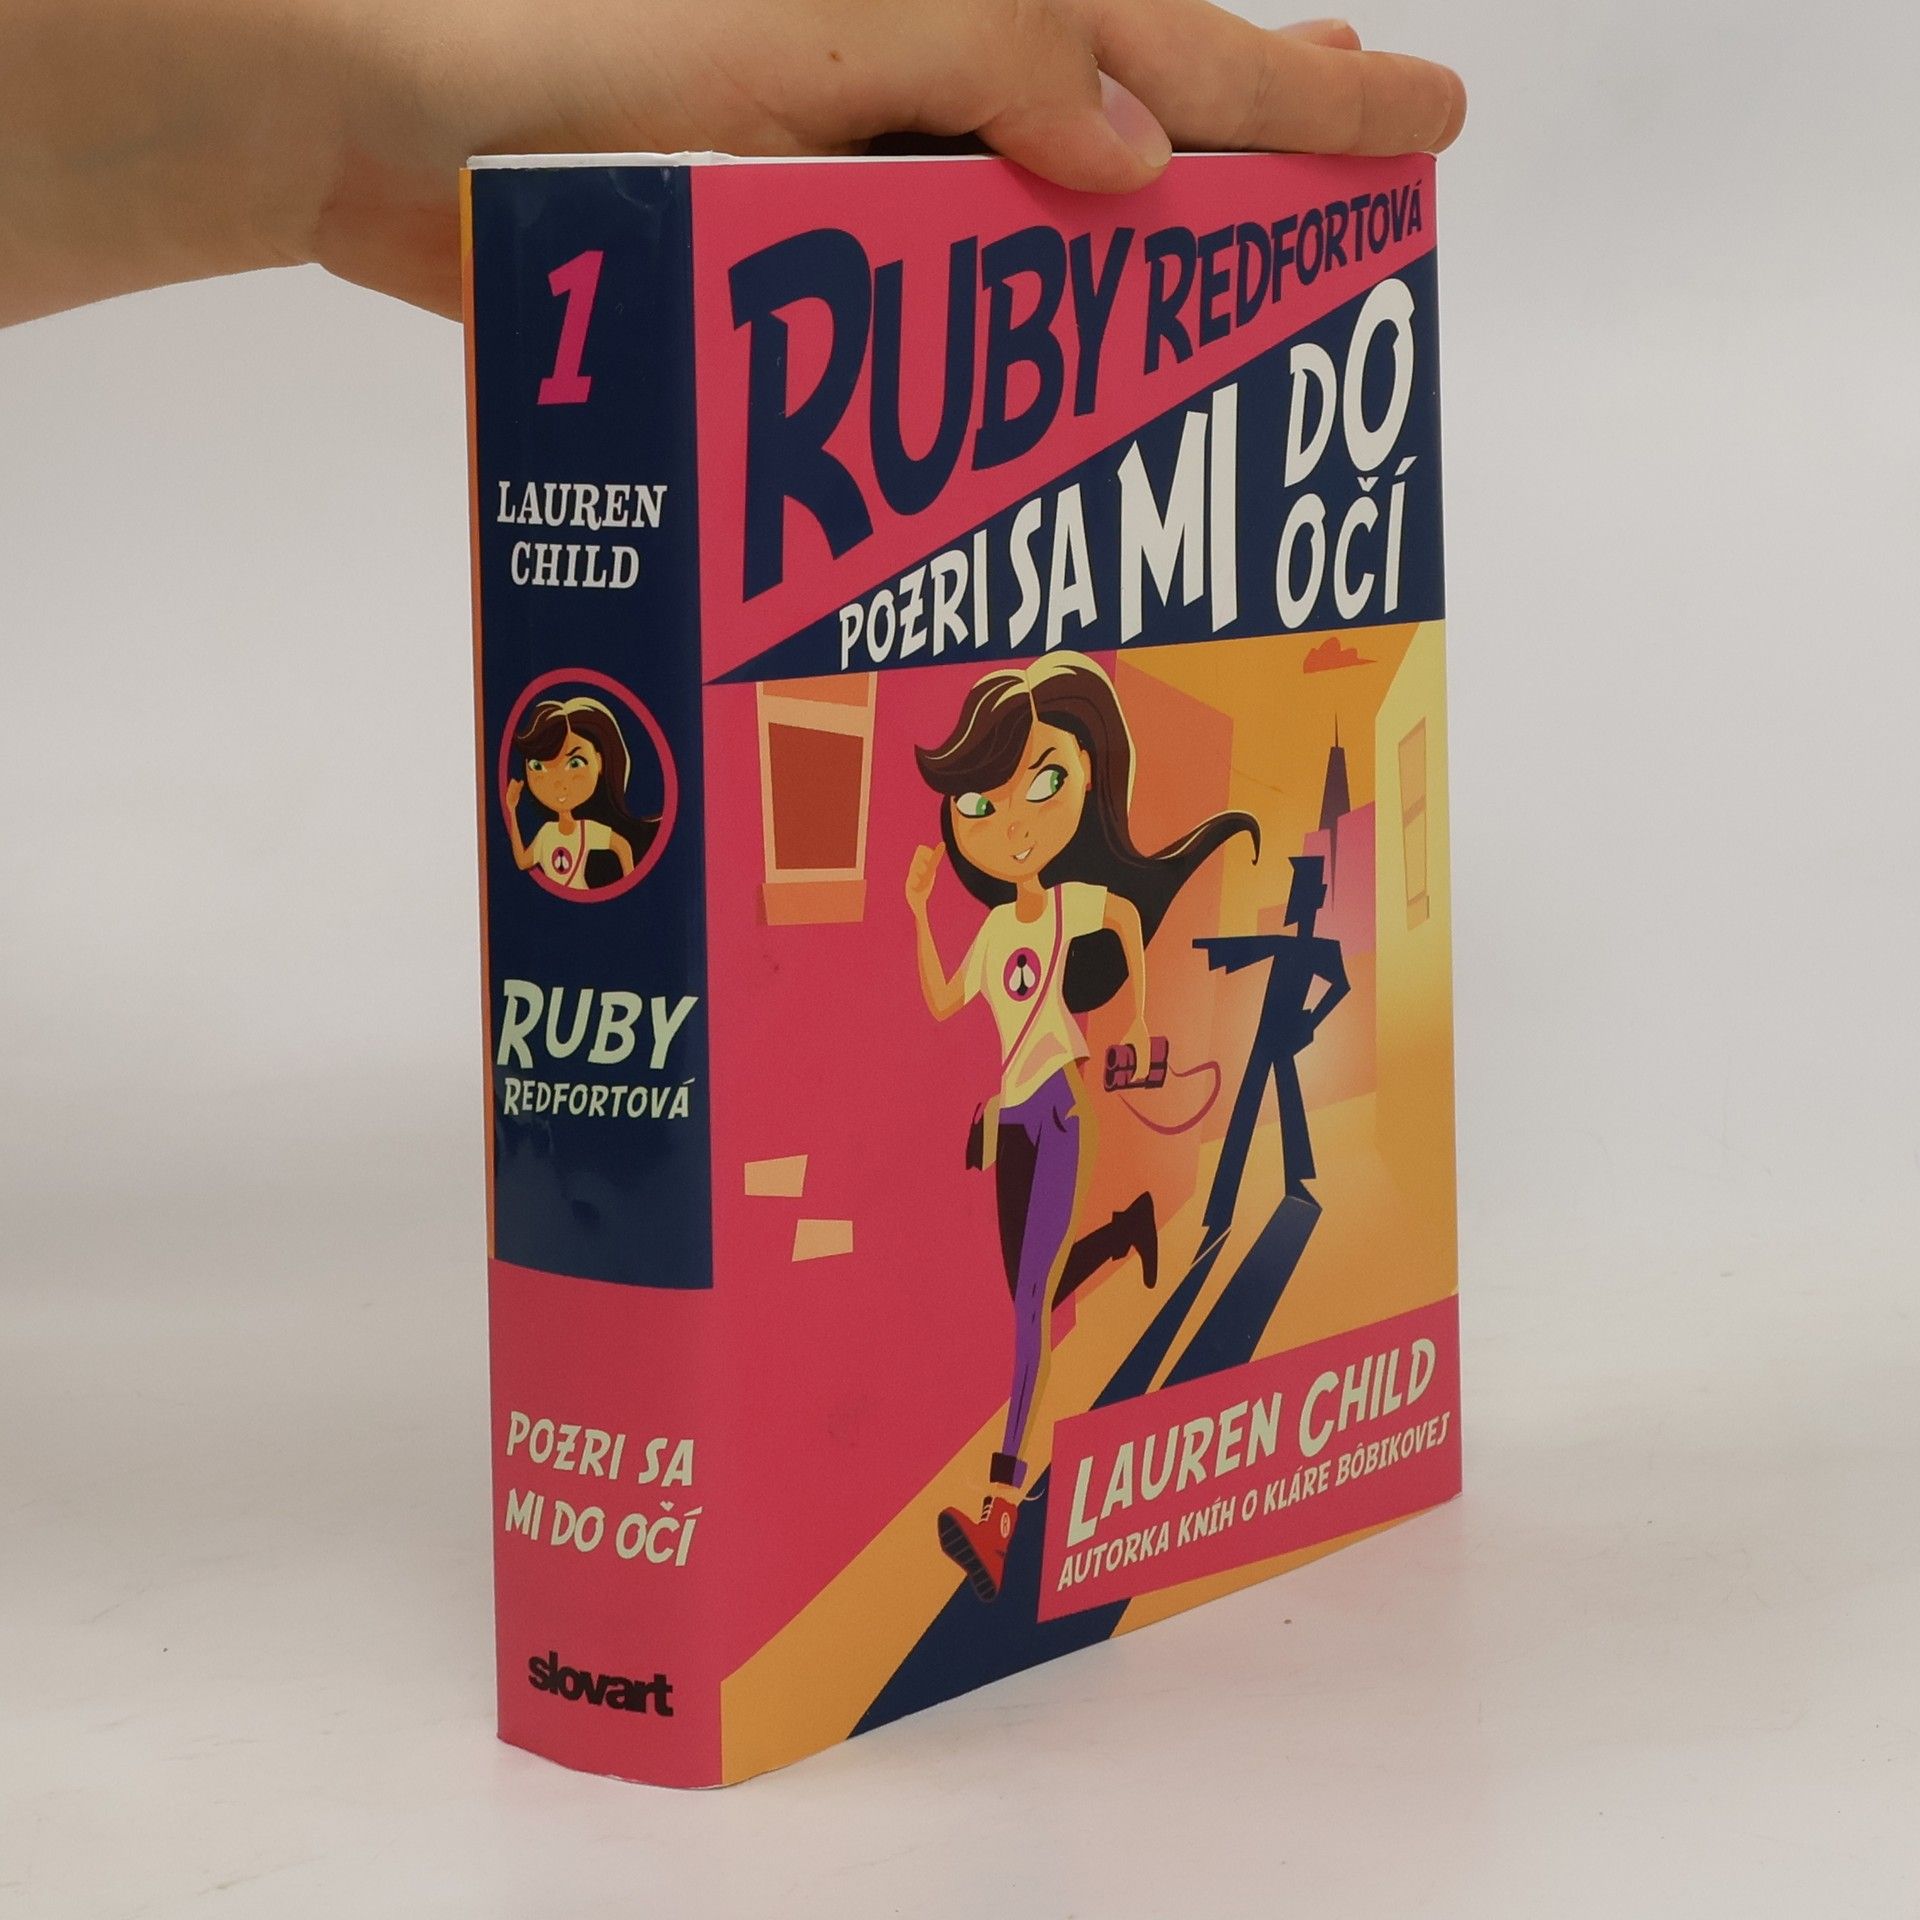 1
LAUREN
CHILD
RUBY
REDFORTOVÁ
POZRI SA
MI DO OČÍ
slovart
RUBY REDFORTOVÁ
POZRI SA MI DO
OČÍ
LAUREN CHILD
AUTORKA KNÍH O KLÁRE BÔBIKOVEJ